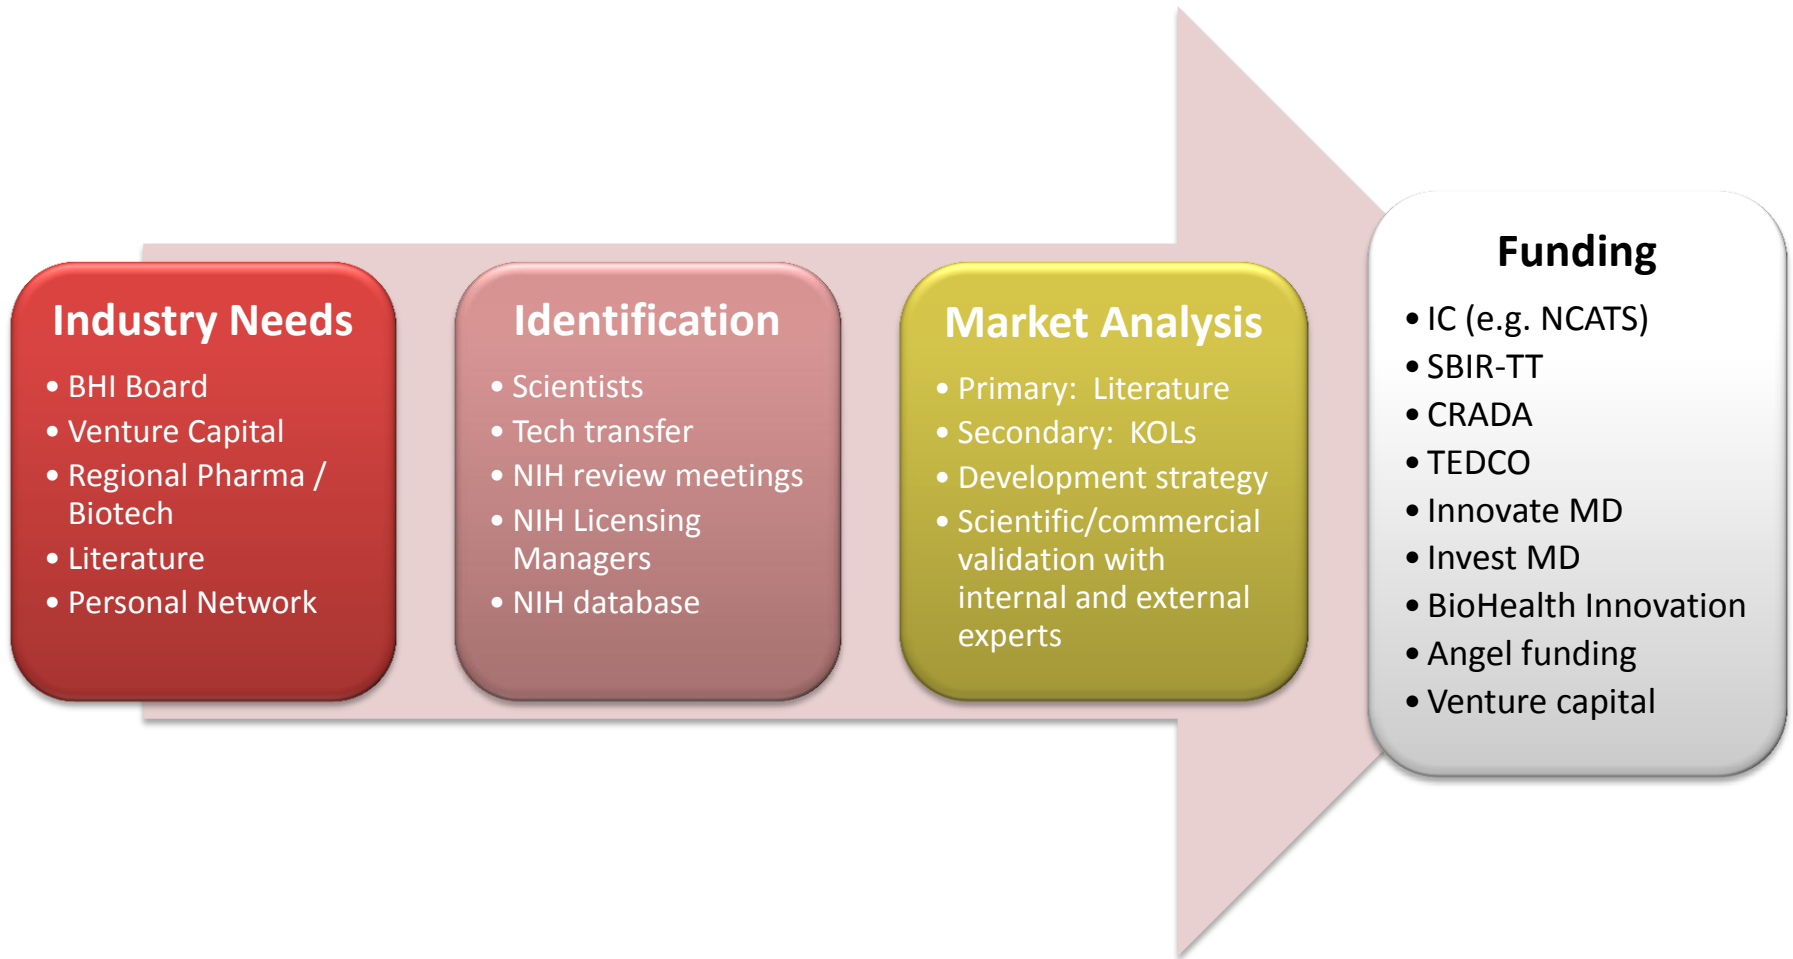 Industry Needs
• BHI Board
• Venture Capital
• Regional Pharma /
Biotech
• Literature
• Personal Network
Identification
• Scientists
• Tech transfer
• NIH review meetings
• NIH Licensing
Managers
• NIH database
Market Analysis
• Primary: Literature
• Secondary: KOLs
• Development strategy
• Scientific/commercial
validation with
internal and external
experts
Funding
• IC (e.g. NCATS)
• SBIR-TT
• CRADA
• TEDCO
• Innovate MD
• Invest MD
• BioHealth Innovation
• Angel funding
• Venture capital